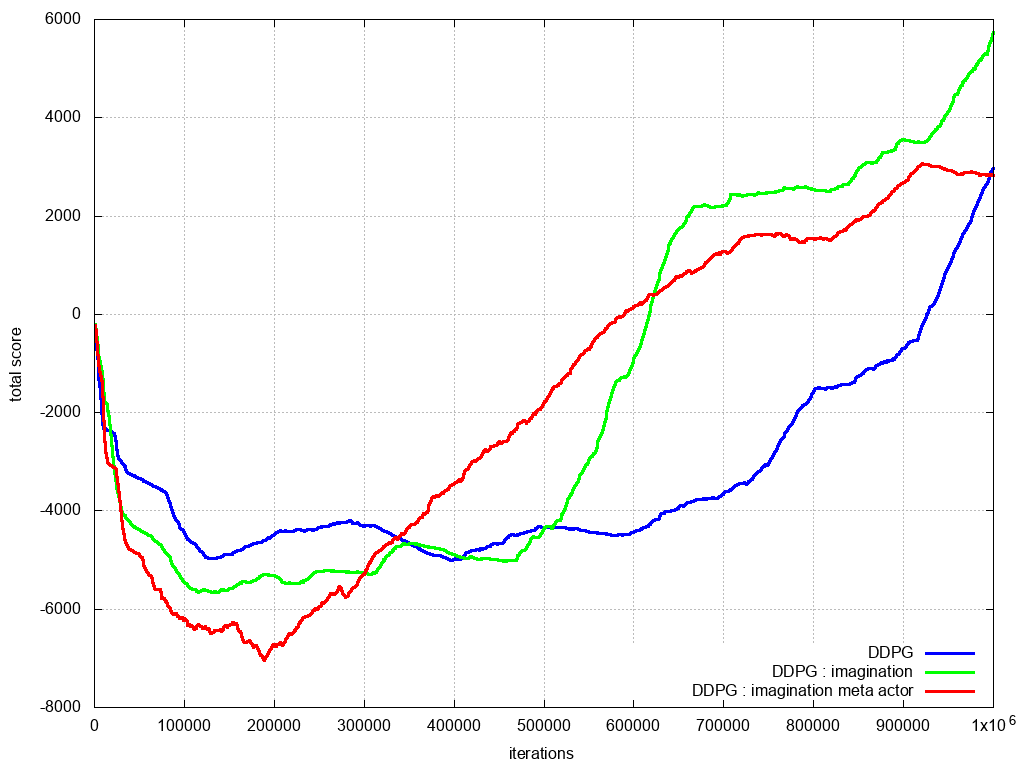 6000
4000
2000
0
-2000
-4000
-6000
-8000
total score
0 100000 200000 300000 400000 500000 600000 700000 800000 900000 1x10 6
iterations
DDPG
DDPG : imagination
DDPG : imagination meta actor